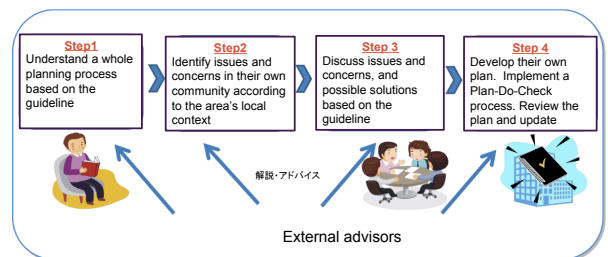 Step1
Understand a whole
planning process
based on the
guideline
Step2
Identify issues and
concerns in their own
community according
to the area's local
context
Step 3
Discuss issues and
concerns, and
possible solutions
based on the
guideline
Step 4
Develop their own
plan. Implement a
Plan-Do-Check
process. Review the
plan and update
解説・アドバイス
External advisors